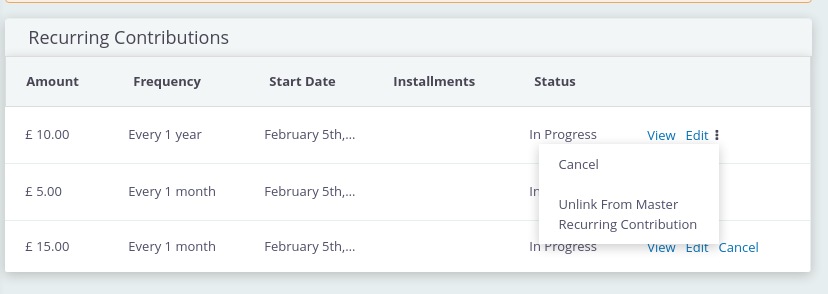 Recurring Contributions
Amount Frequency Start Date Installments Status
£ 10.00 Every 1 year February 5th,... In Progress View Edit
Cancel
£ 5.00 Every 1 month February 5th,... In
Unlink From Master
Recurring Contribution
£ 15.00 Every 1 month February 5th,... In Progress View Edit Cancel